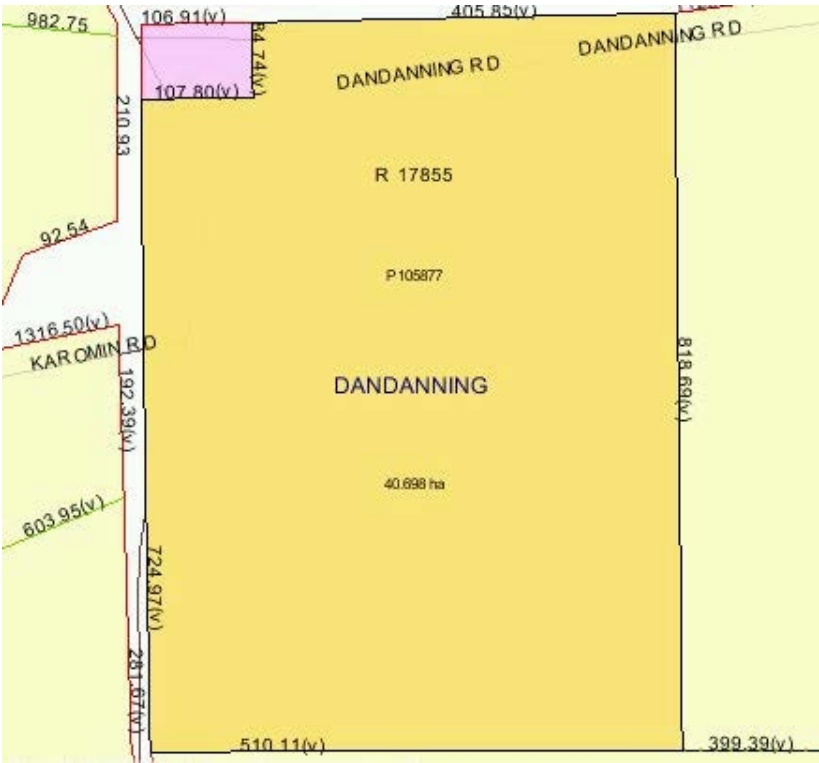 982.75
106.91(v)
405.85(v)
DANDANNING RD
84.74(v)
DANDANNING RD
107.80(v)
210.93
R 17855
92.54
P 105877
1316.50(v)
KAROMIN RD
818.69(v)
192.39(v)
DANDANNING
40.698 ha
603.95(v)
724.97(v)
281.67(v)
510.11(v)
399.39(v)